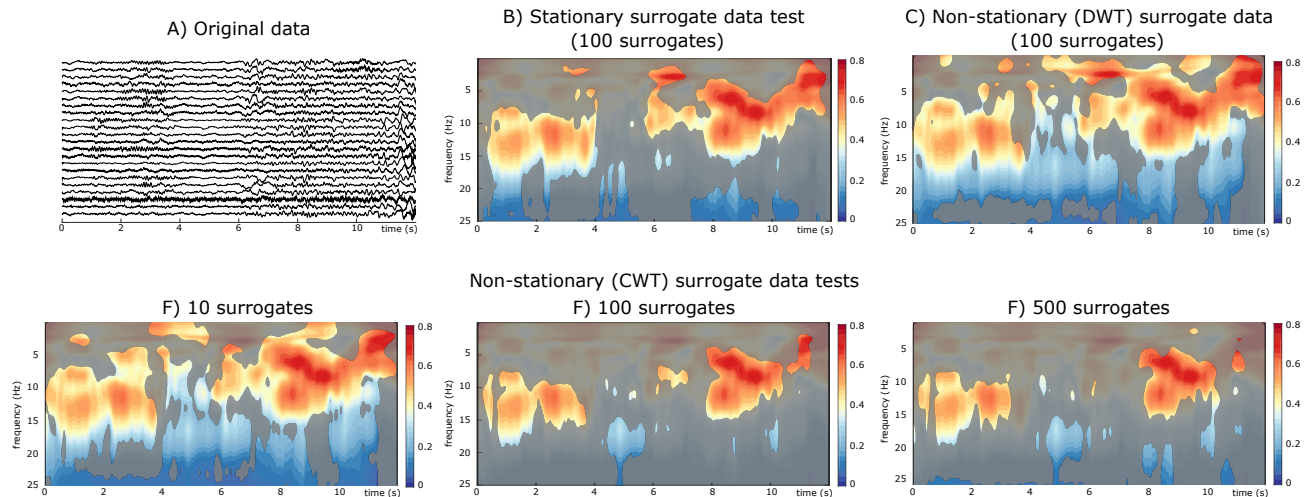 A) Original data
B) Stationary surrogate data test
(100 surrogates)
C) Non-stationary (DWT) surrogate data
(100 surrogates)
0 2 4 6 8 10 time (s)
frequency (Hz)
5
10
15
20
25
0 2 4 6 8 10 time (s)
0.8
0.6
0.4
0.2
0
frequency (Hz)
5
10
15
20
25
0 2 4 6 8 10 time (s)
0.8
0.6
0.4
0.2
0
Non-stationary (CWT) surrogate data tests
F) 10 surrogates
F) 100 surrogates
F) 500 surrogates
frequency (Hz)
5
10
15
20
25
0 2 4 6 8 10 time (s)
0.8
0.6
0.4
0.2
0
frequency (Hz)
5
10
15
20
25
0 2 4 6 8 10 time (s)
0.8
0.6
0.4
0.2
0
frequency (Hz)
5
10
15
20
25
0 2 4 6 8 10 time (s)
0.8
0.6
0.4
0.2
0